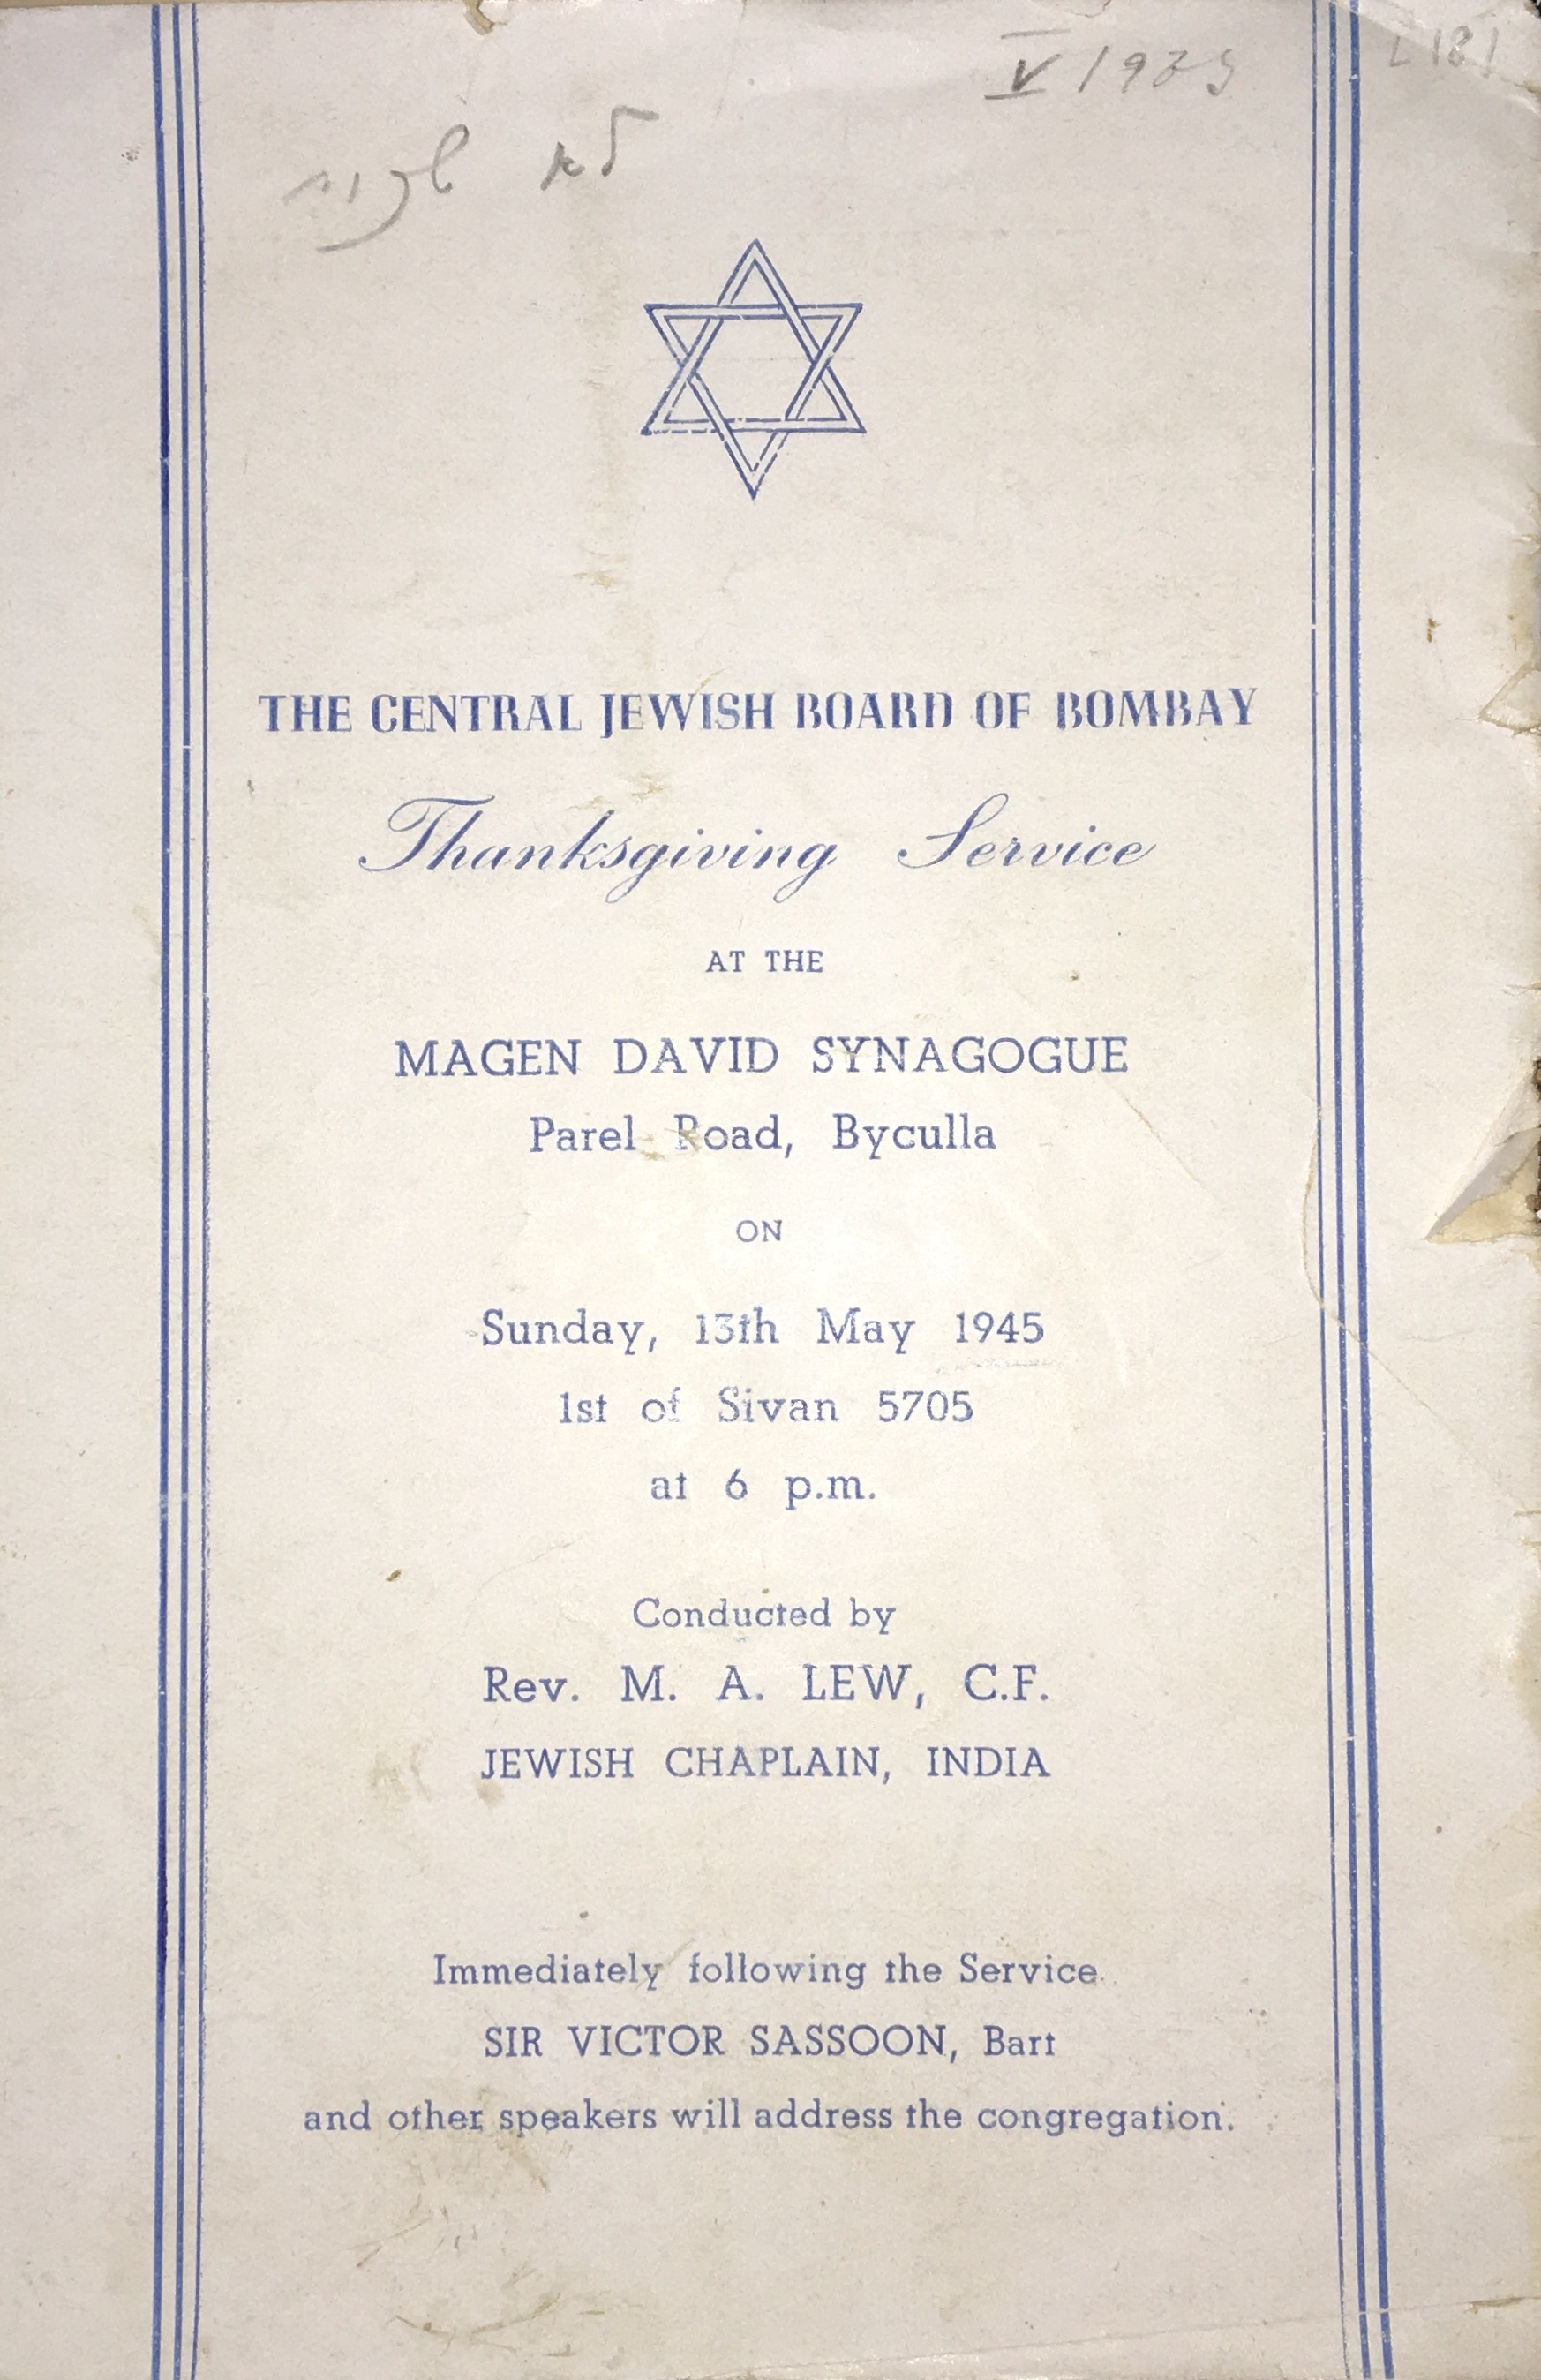 V 1939
L 181
THE CENTRAL JEWISH BOARD OF BOMBAY
Thanksgiving Service
AT THE
MAGEN DAVID SYNAGOGUE
Parel Road, Byculla
ON
Sunday, 13th May 1945
1st of Sivan 5705
at 6 p.m.
Conducted by
Rev. M. A. LEW, C.F.
JEWISH CHAPLAIN, INDIA
Immediately following the Service
SIR VICTOR SASSOON, Bart
and other speakers will address the congregation.